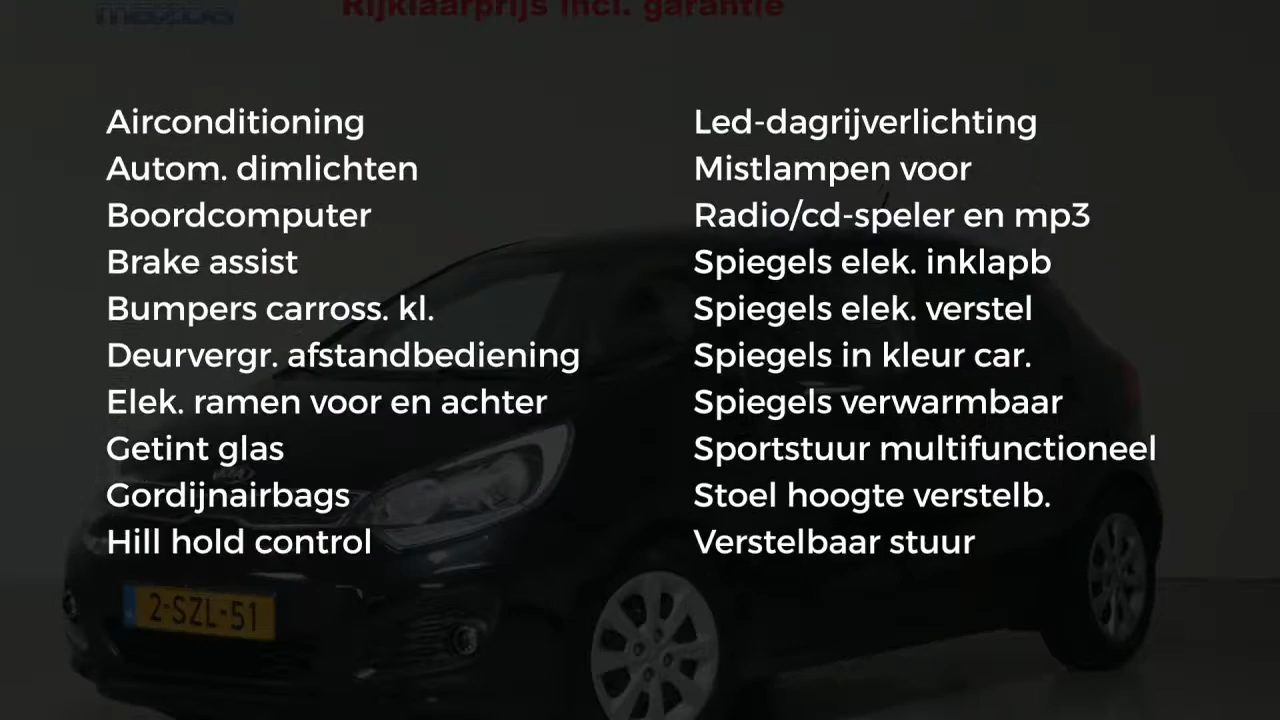 mazda
Rijklaarprijs incl. garantie
Airconditioning
Autom. dimlichten
Boordcomputer
Brake assist
Bumpers carross. kl.
Deurvergr. afstandbediening
Elek. ramen voor en achter
Getint glas
Gordijnairbags
Hill hold control
Led-dagrijverlichting
Mistlampen voor
Radio/cd-speler en mp3
Spiegels elek. inklapb
Spiegels elek. verstel
Spiegels in kleur car.
Spiegels verwarmbaar
Sportstuur multifunctioneel
Stoel hoogte verstelb.
Verstelbaar stuur
KIA
2-SZL-51